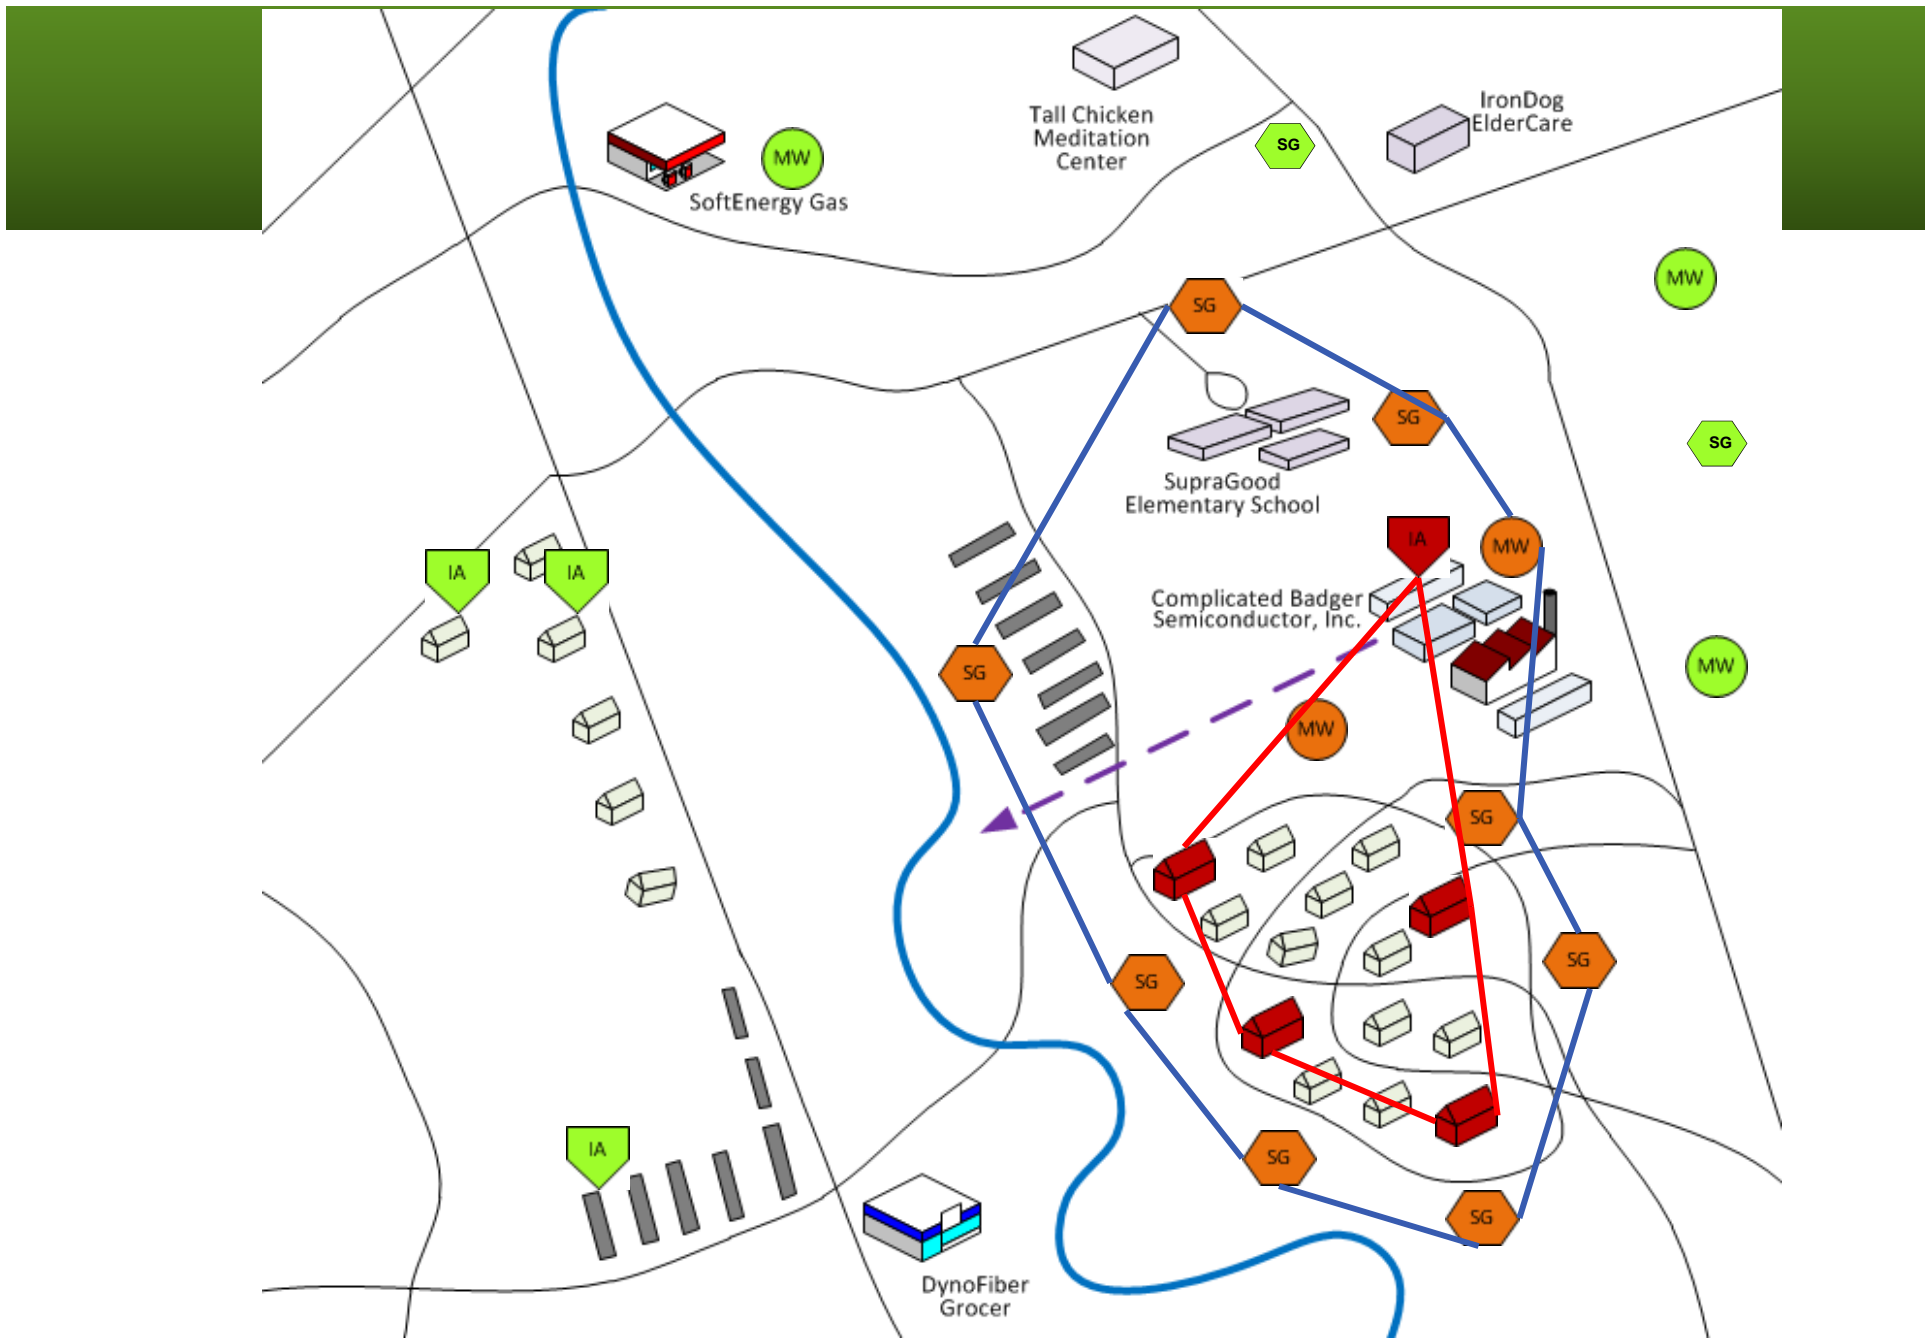 IronDog
ElderCare
Tall Chicken
Meditation
Center
SG
MW
SoftEnergy Gas
MW
SG
SG
SG
SupraGood
Elementary School
IA
MW
IA
IA
Complicated Badger
Semiconductor, Inc.
SG
MW
MW
SG
SG
SG
SG
IA
SG
DynoFiber
Grocer